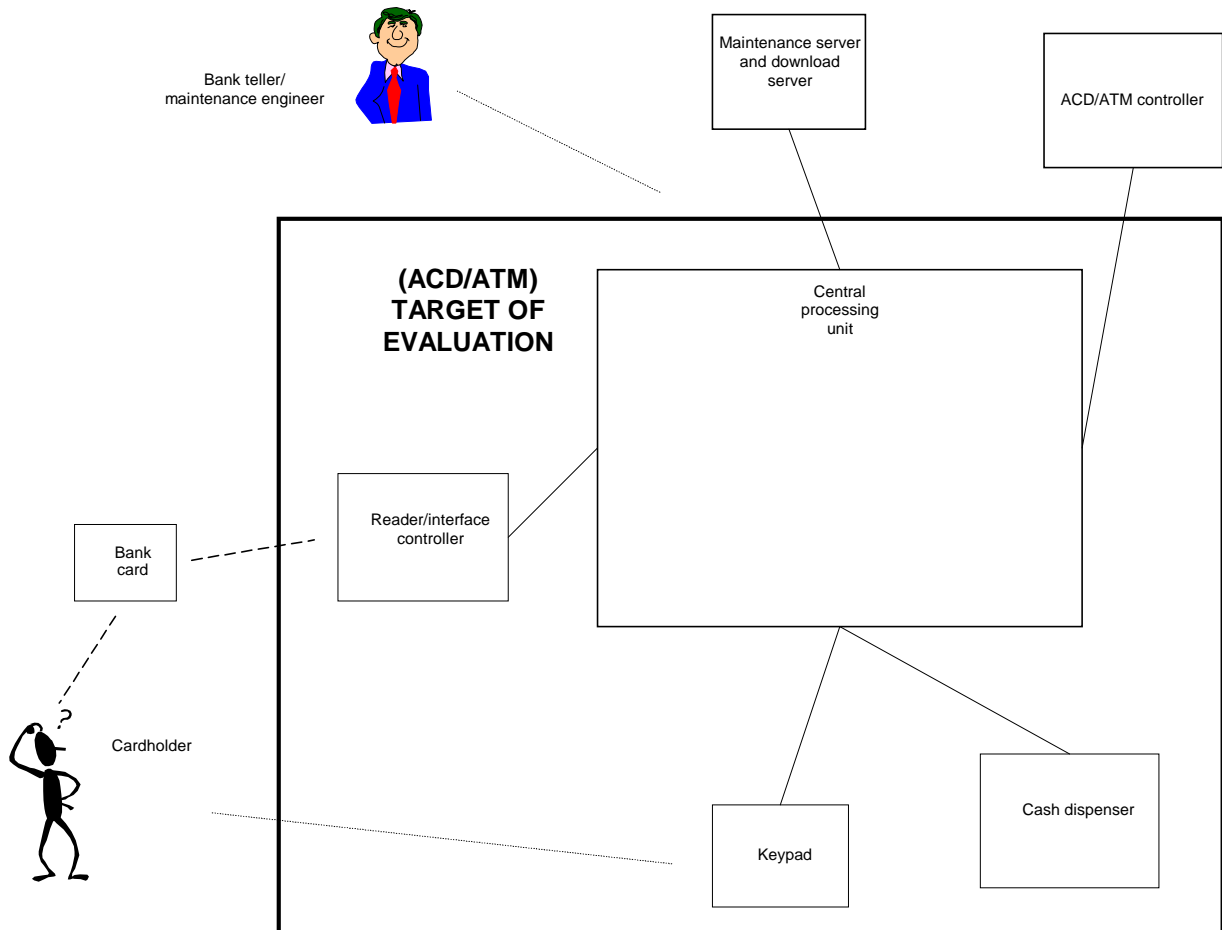 Maintenance server
and download
server
Bank teller/
maintenance engineer
ACD/ATM controller
(ACD/ATM)
TARGET OF
EVALUATION
Central
processing
unit
Reader/interface
controller
Bank
card
?
Cardholder
Cash dispenser
Keypad